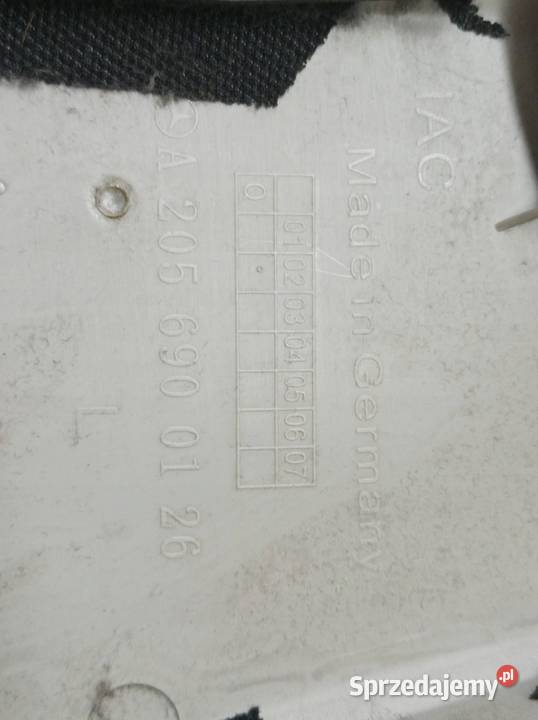 IAC
Made in Germany
01 02 03 04 05 06 07
0
A 205 690 01 26
L
Sprzedajemy.pl